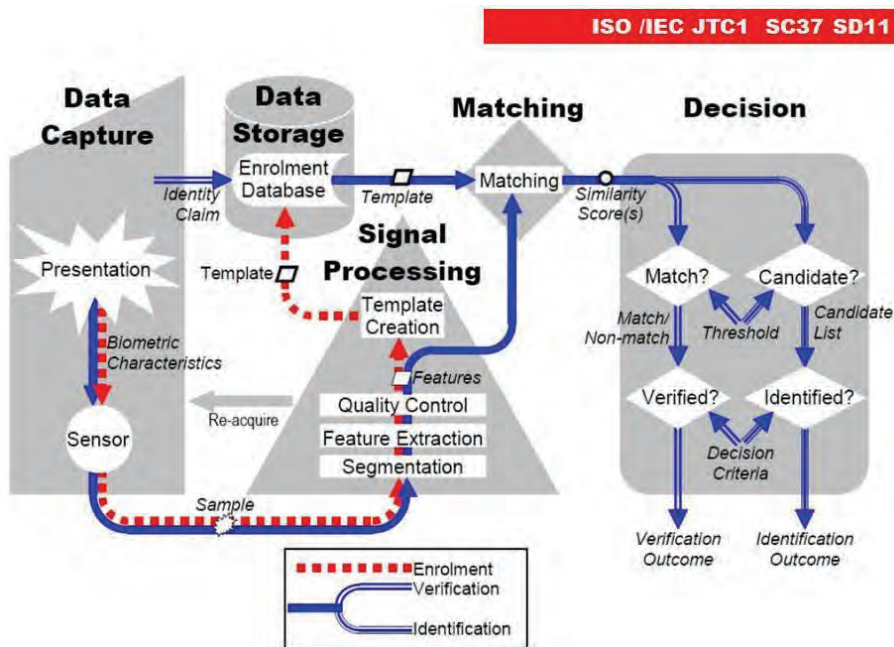 ISO /IEC JTC1 SC37 SD11
Data
Capture
Data
Storage
Matching
Decision
Identity
Claim
Enrolment
Database
Template
Matching
Similarity
Score(s)
Presentation
Template
Signal
Processing
Template
Creation
Match?
Candidate?
Biometric
Characteristics
Match/
Non-match
Threshold
Candidate
List
Features
Re-acquire
Quality Control
Feature Extraction
Segmentation
Sensor
Verified?
Identified?
Decision
Criteria
Sample
Verification
Outcome
Identification
Outcome
Enrolment
Verification
Identification